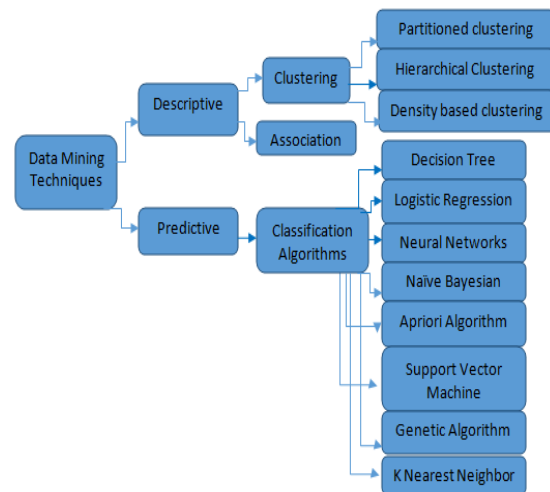 Partitioned clustering
Clustering
Hierarchical Clustering
Descriptive
Density based clustering
Association
Data Mining
Techniques
Decision Tree
Logistic Regression
Predictive
Classification
Algorithms
Neural Networks
Naïve Bayesian
Apriori Algorithm
Support Vector
Machine
Genetic Algorithm
K Nearest Neighbor